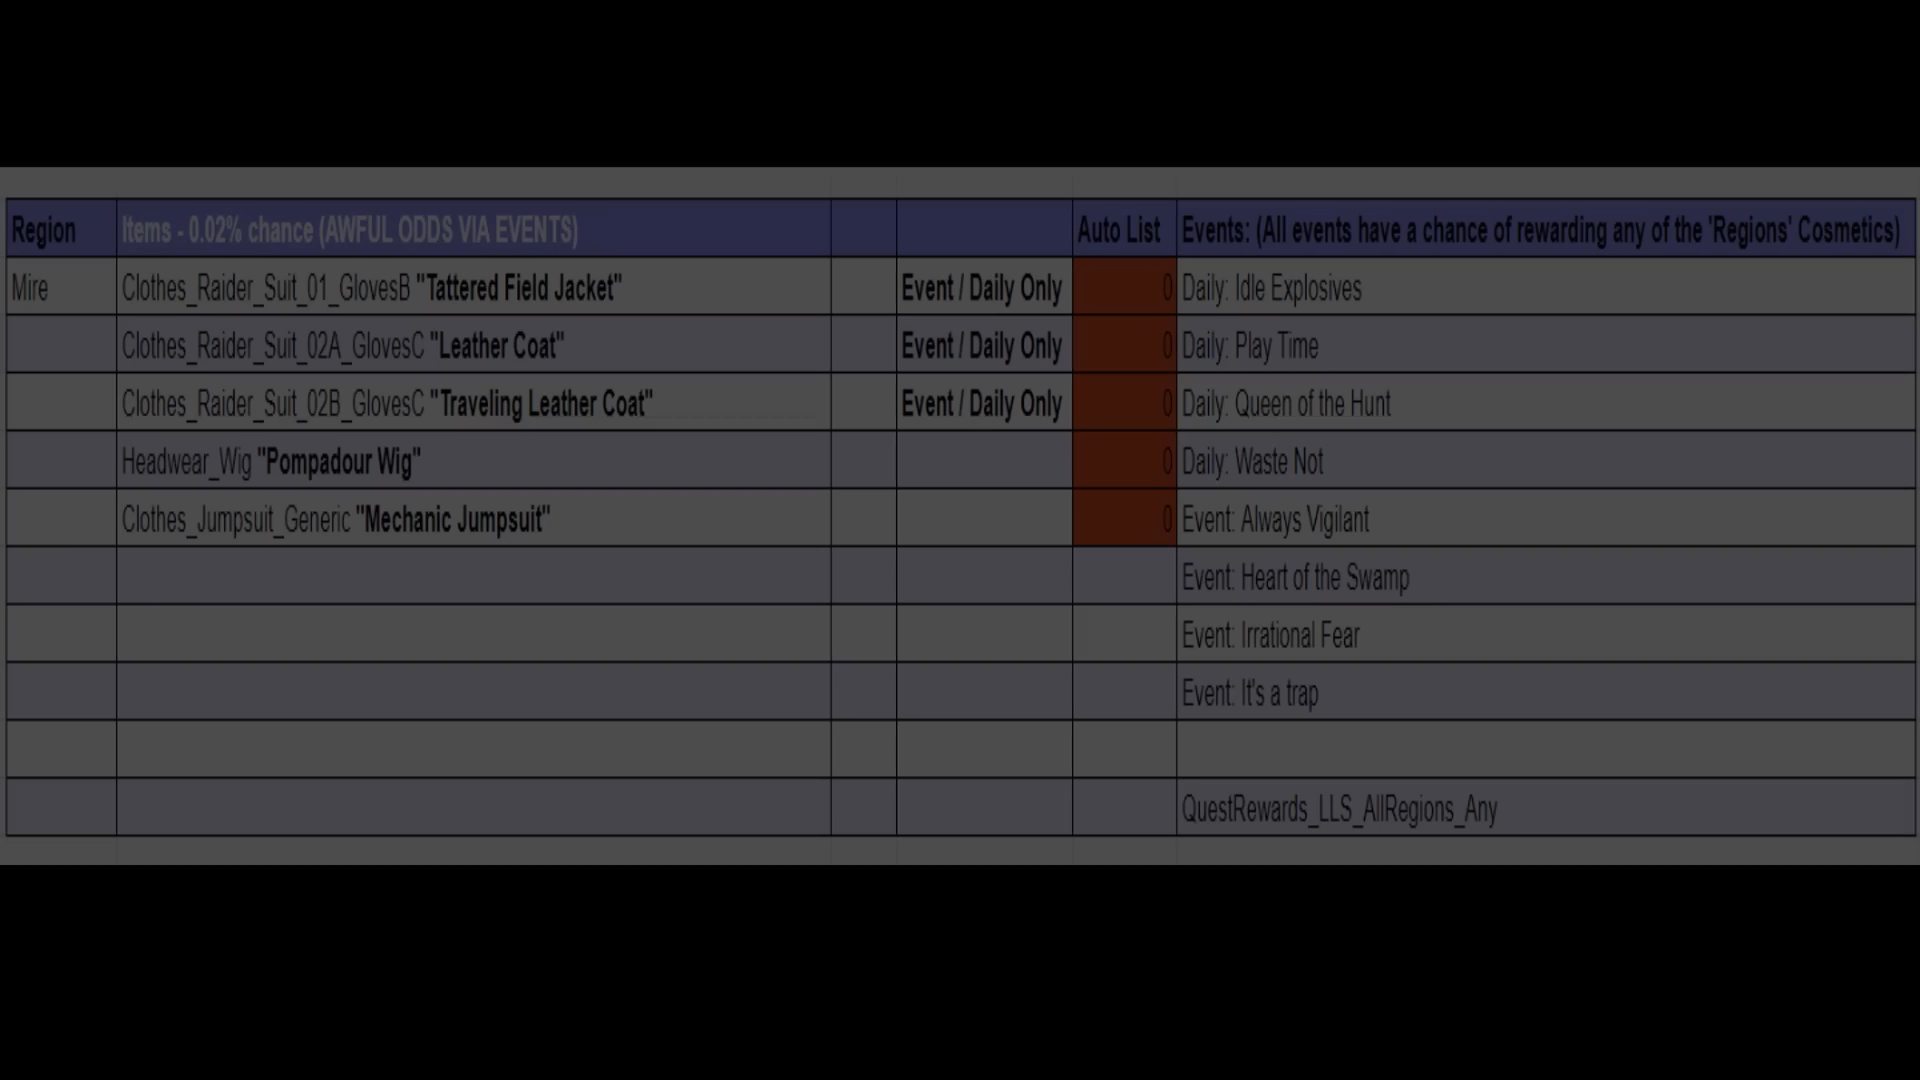 Region Items - 0.02% chance (AWFUL ODDS VIA EVENTS) Auto List Events: (All events have a chance of rewarding any of the 'Regions' Cosmetics)
Mire Clothes_Raider_Suit_01_GlovesB "Tattered Field Jacket" Event / Daily Only 0 Daily: Idle Explosives
Clothes_Raider_Suit_02A_GlovesC "Leather Coat" Event / Daily Only 0 Daily: Play Time
Clothes_Raider_Suit_02B_GlovesC "Traveling Leather Coat" Event / Daily Only 0 Daily: Queen of the Hunt
Headwear_Wig "Pompadour Wig" 0 Daily: Waste Not
Clothes_Jumpsuit_Generic "Mechanic Jumpsuit" 0 Event: Always Vigilant
Event: Heart of the Swamp
Event: Irrational Fear
Event: It's a trap
QuestRewards_LLS_AllRegions_Any